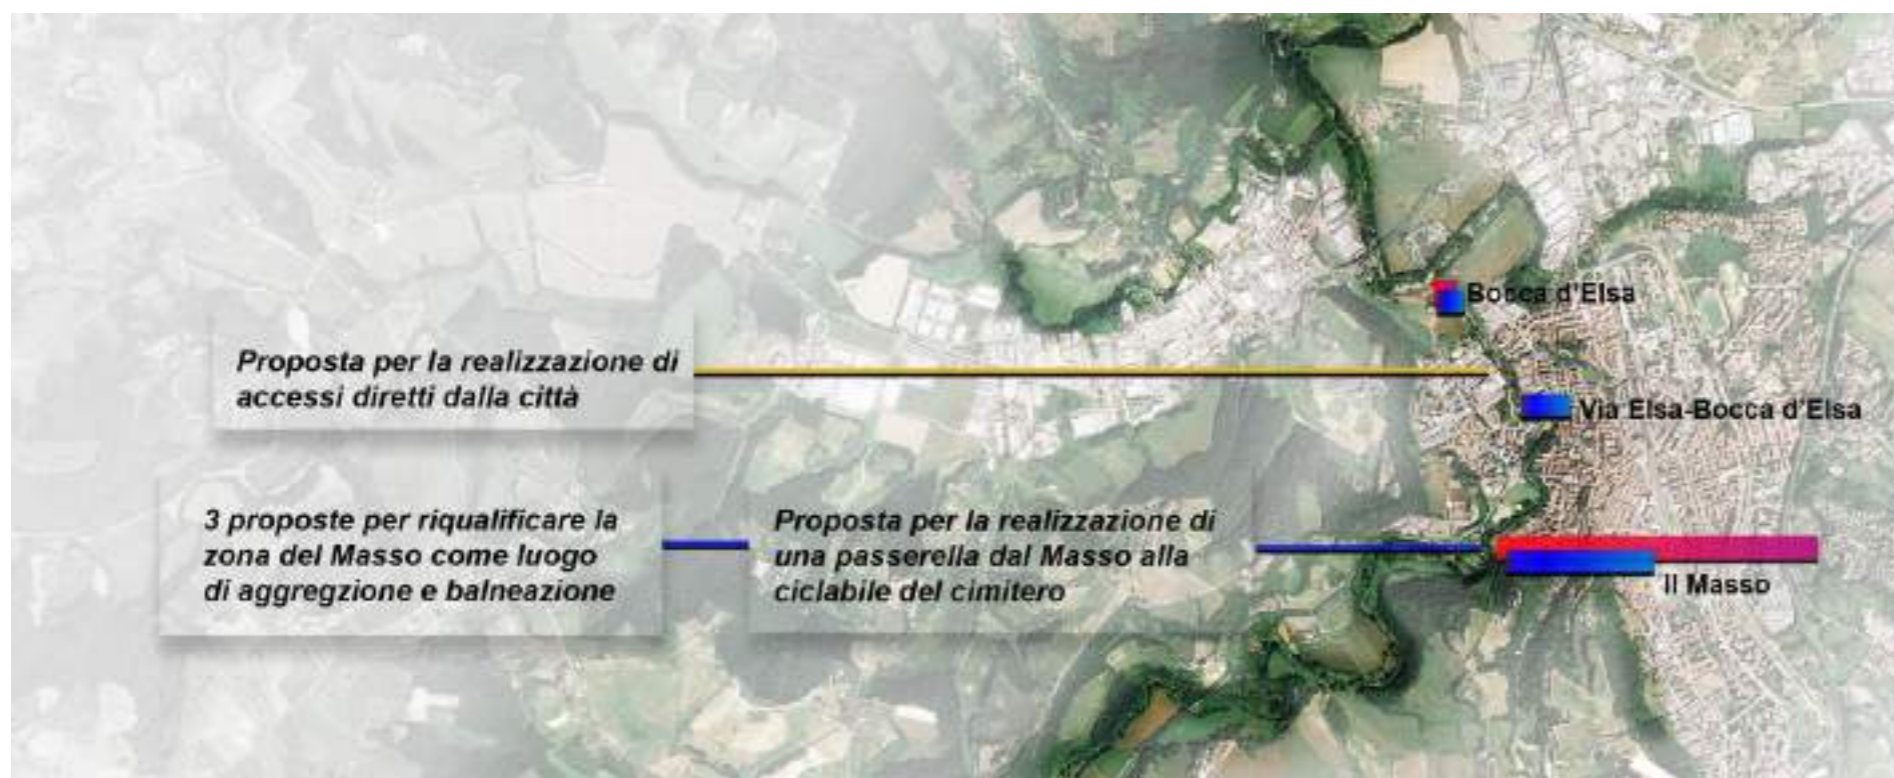 Bocca d'Elsa
Proposta per la realizzazione di
accessi diretti dalla città
Via Elsa-Bocca d'Elsa
3 proposte per riqualificare la
zona del Masso come luogo
di aggregzione e balneazione
Proposta per la realizzazione di
una passerella dal Masso alla
ciclabile del cimitero
Il Masso